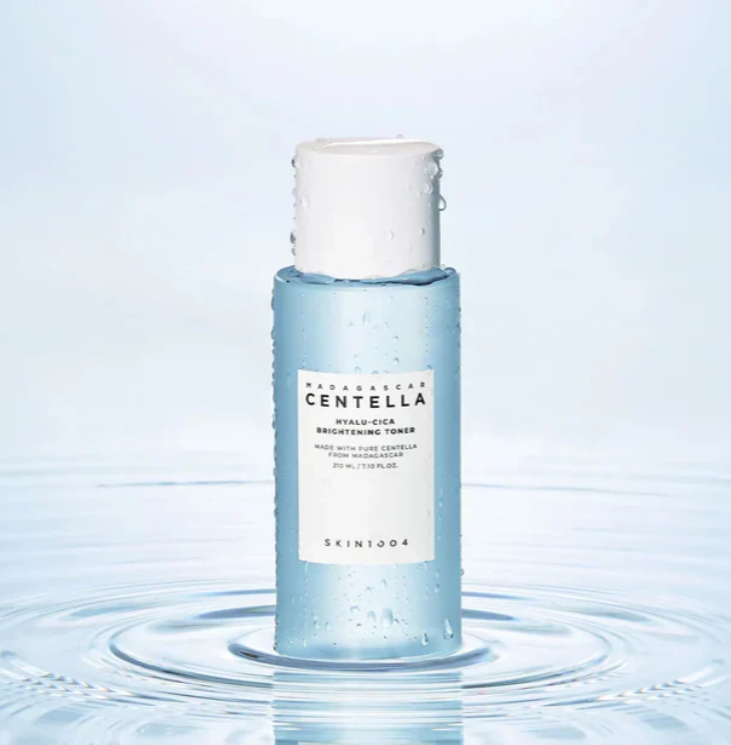 MADAGASCAR
CENTELLA
HYALU-CICA
BRIGHTENING TONER
MADE WITH PURE CENTELLA
FROM MADAGASCAR
210 ML / 7.10 FL.OZ.
SKIN1004